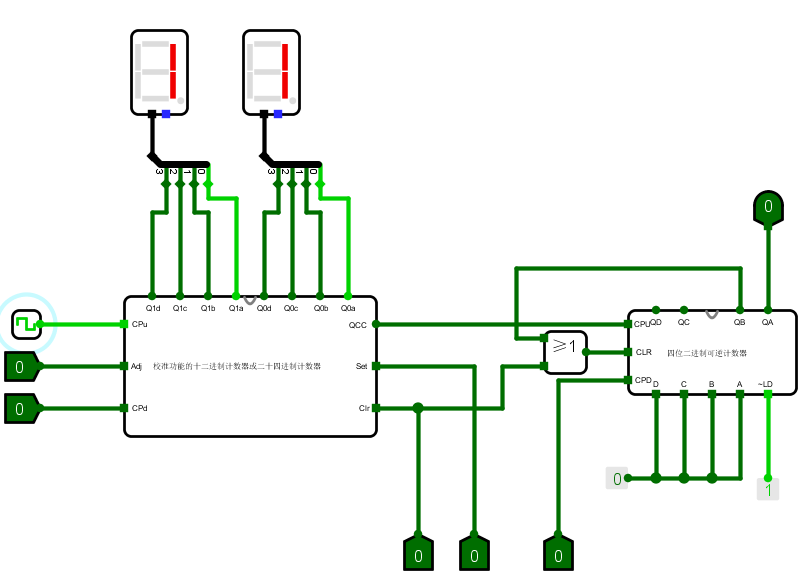 1 1
3 2 1 0 3 2 1 0
0
Q1d Q1c Q1b Q1a Q0d Q0c Q0b Q0a
CPu QCC
0 Adj 校准功能的十二进制计数器或二十四进制计数器 Set
0 CPd Clr
≥1
CPU QD QC QB QA
CLR 四位二进制可逆计数器
CPD D C B A ~LD
0 1
0 0 0